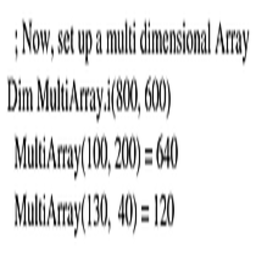 ; Now, set up a multi dimensional Array
Dim MultiArray.i(800, 600)
MultiArray(100, 200) = 640
MultiArray(130, 40) = 120